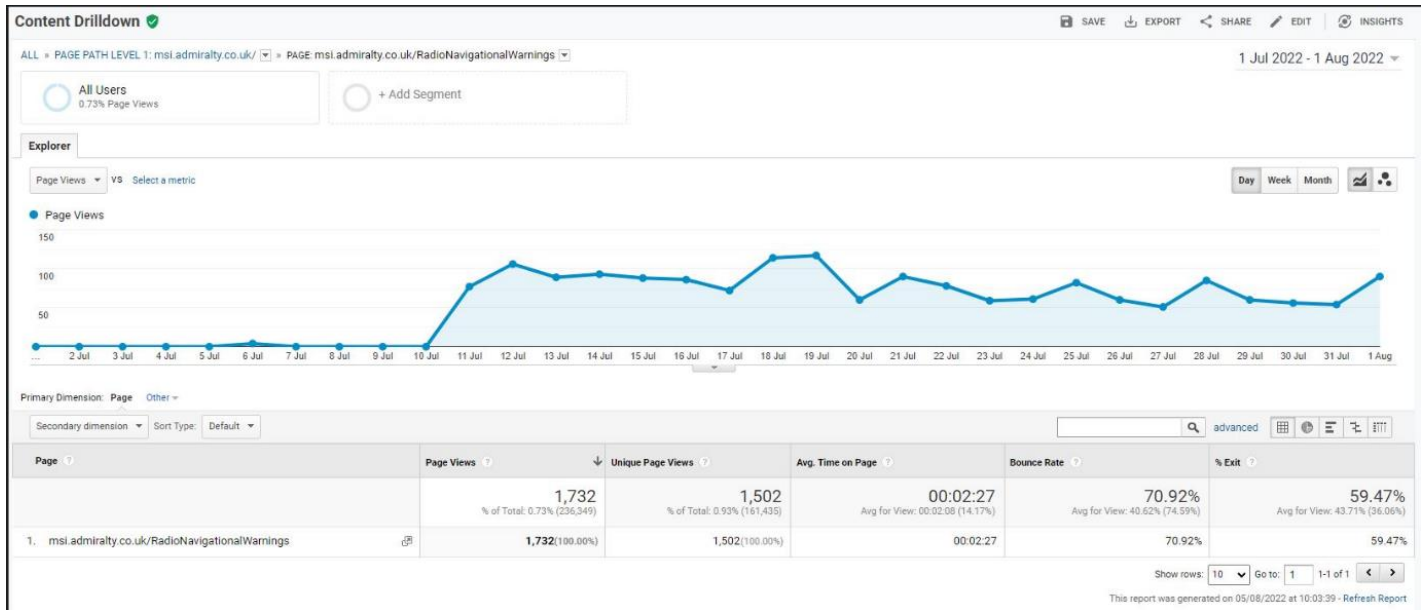 Content Drilldown
SAVE EXPORT SHARE EDIT INSIGHTS
ALL » PAGE PATH LEVEL 1: msi.admiralty.co.uk/ » PAGE: msi.admiralty.co.uk/RadioNavigationalWarnings
1 Jul 2022 - 1 Aug 2022
All Users
0.73% Page Views
+ Add Segment
Explorer
Page Views VS Select a metric
Day Week Month
Page Views
150
100
50
... 2 Jul 3 Jul 4 Jul 5 Jul 6 Jul 7 Jul 8 Jul 9 Jul 10 Jul 11 Jul 12 Jul 13 Jul 14 Jul 15 Jul 16 Jul 17 Jul 18 Jul 19 Jul 20 Jul 21 Jul 22 Jul 23 Jul 24 Jul 25 Jul 26 Jul 27 Jul 28 Jul 29 Jul 30 Jul 31 Jul 1 Aug
Primary Dimension: Page Other
Secondary dimension Sort Type: Default
advanced
Page ? Page Views ? Unique Page Views ? Avg. Time on Page ? Bounce Rate ? % Exit ?
1,732 1,502 00:02:27 70.92% 59.47%
% of Total: 0.73% (236,349) % of Total: 0.93% (161,435) Avg for View: 00:02:08 (14.17%) Avg for View: 40.62% (74.59%) Avg for View: 43.71% (36.06%)
1. msi.admiralty.co.uk/RadioNavigationalWarnings 1,732(100.00%) 1,502(100.00%) 00:02:27 70.92% 59.47%
Show rows: 10 Go to: 1 1-1 of 1
This report was generated on 05/08/2022 at 10:03:39 - Refresh Report